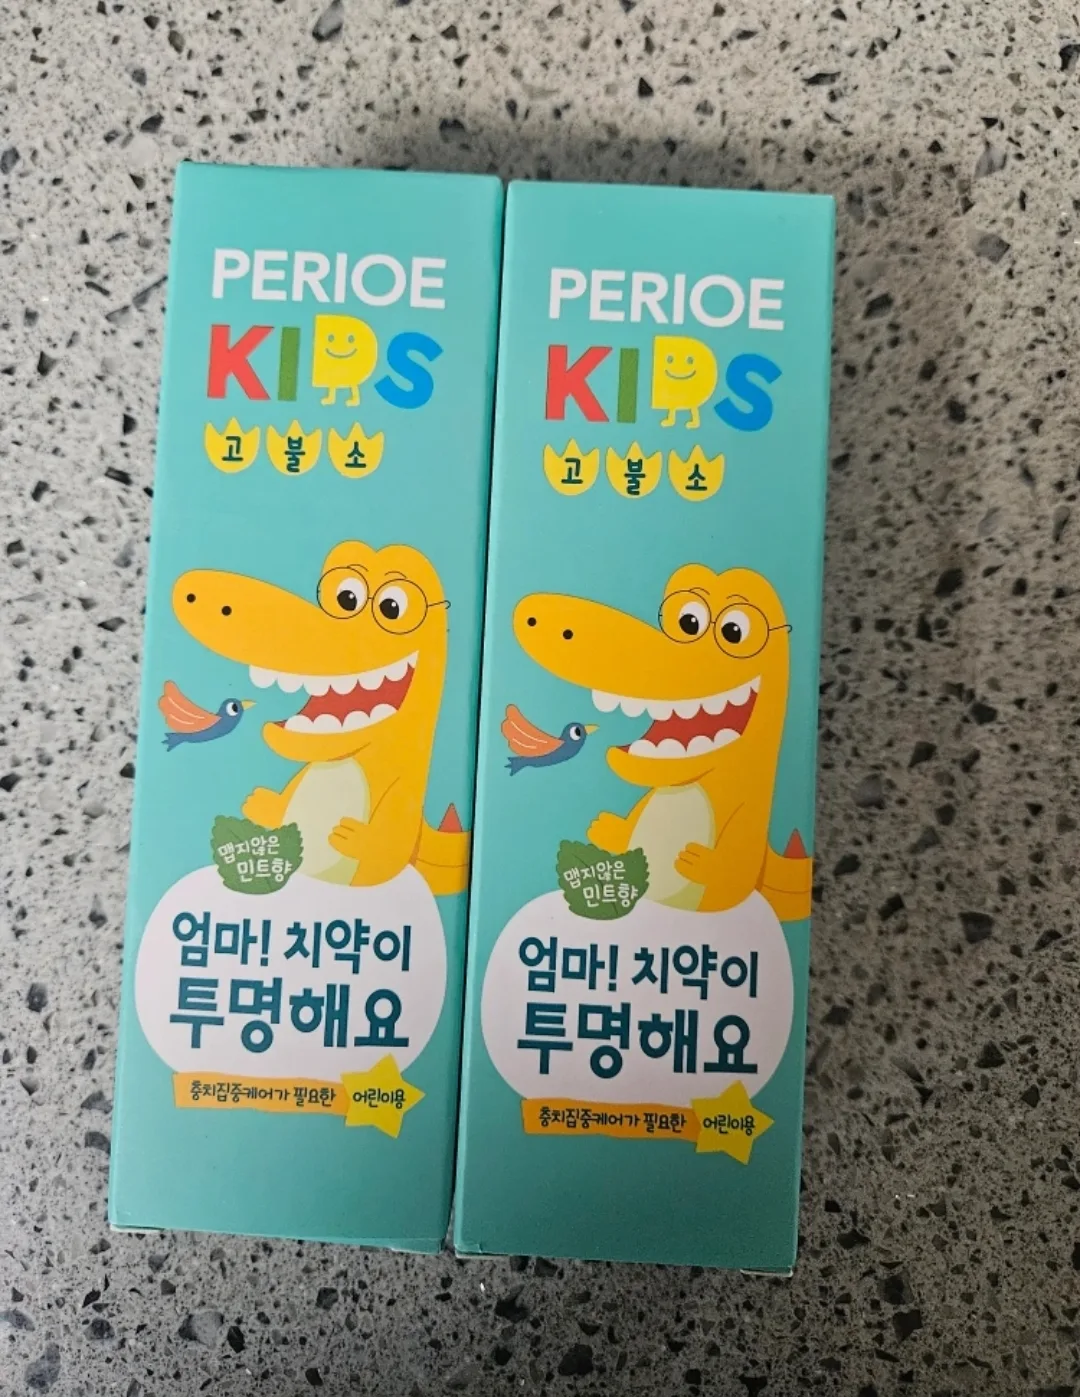 PERIOE
KIDS
고불소
맵지않은
민트향
엄마! 치약이
투명해요
충치집중케어가 필요한 어린이용
PERIOE
KIDS
고불소
맵지않은
민트향
엄마! 치약이
투명해요
충치집중케어가 필요한 어린이용